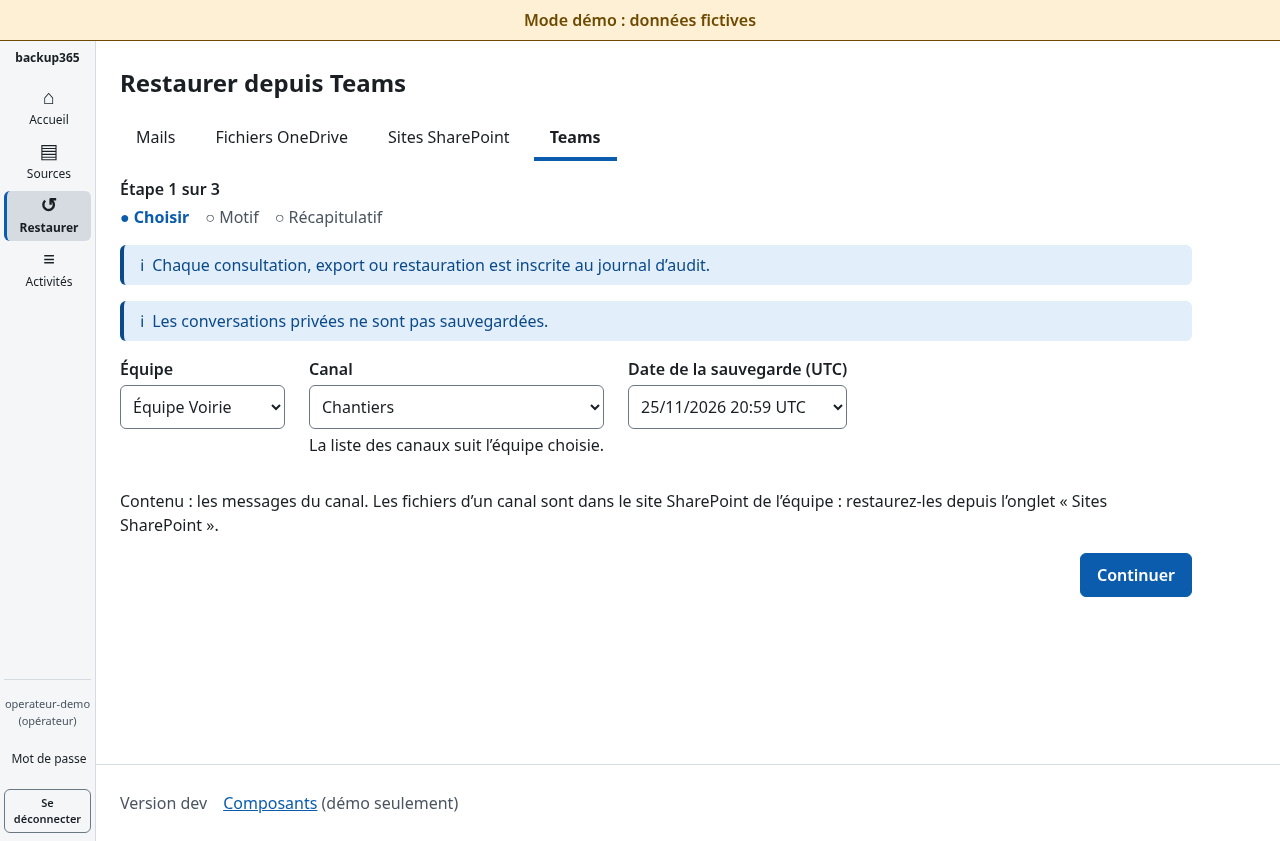 Mode démo : données fictives
backup365
Accueil
Sources
Restaurer
Activités
operateur-demo
(opérateur)
Mot de passe
Se
déconnecter
Restaurer depuis Teams
Mails Fichiers OneDrive Sites SharePoint Teams
Étape 1 sur 3
● Choisir ○ Motif ○ Récapitulatif
i Chaque consultation, export ou restauration est inscrite au journal d’audit.
i Les conversations privées ne sont pas sauvegardées.
Équipe Canal Date de la sauvegarde (UTC)
Équipe Voirie Chantiers 25/11/2026 20:59 UTC
La liste des canaux suit l’équipe choisie.
Contenu : les messages du canal. Les fichiers d’un canal sont dans le site SharePoint de l’équipe : restaurez-les depuis l’onglet « Sites
SharePoint ».
Continuer
Version dev Composants (démo seulement)